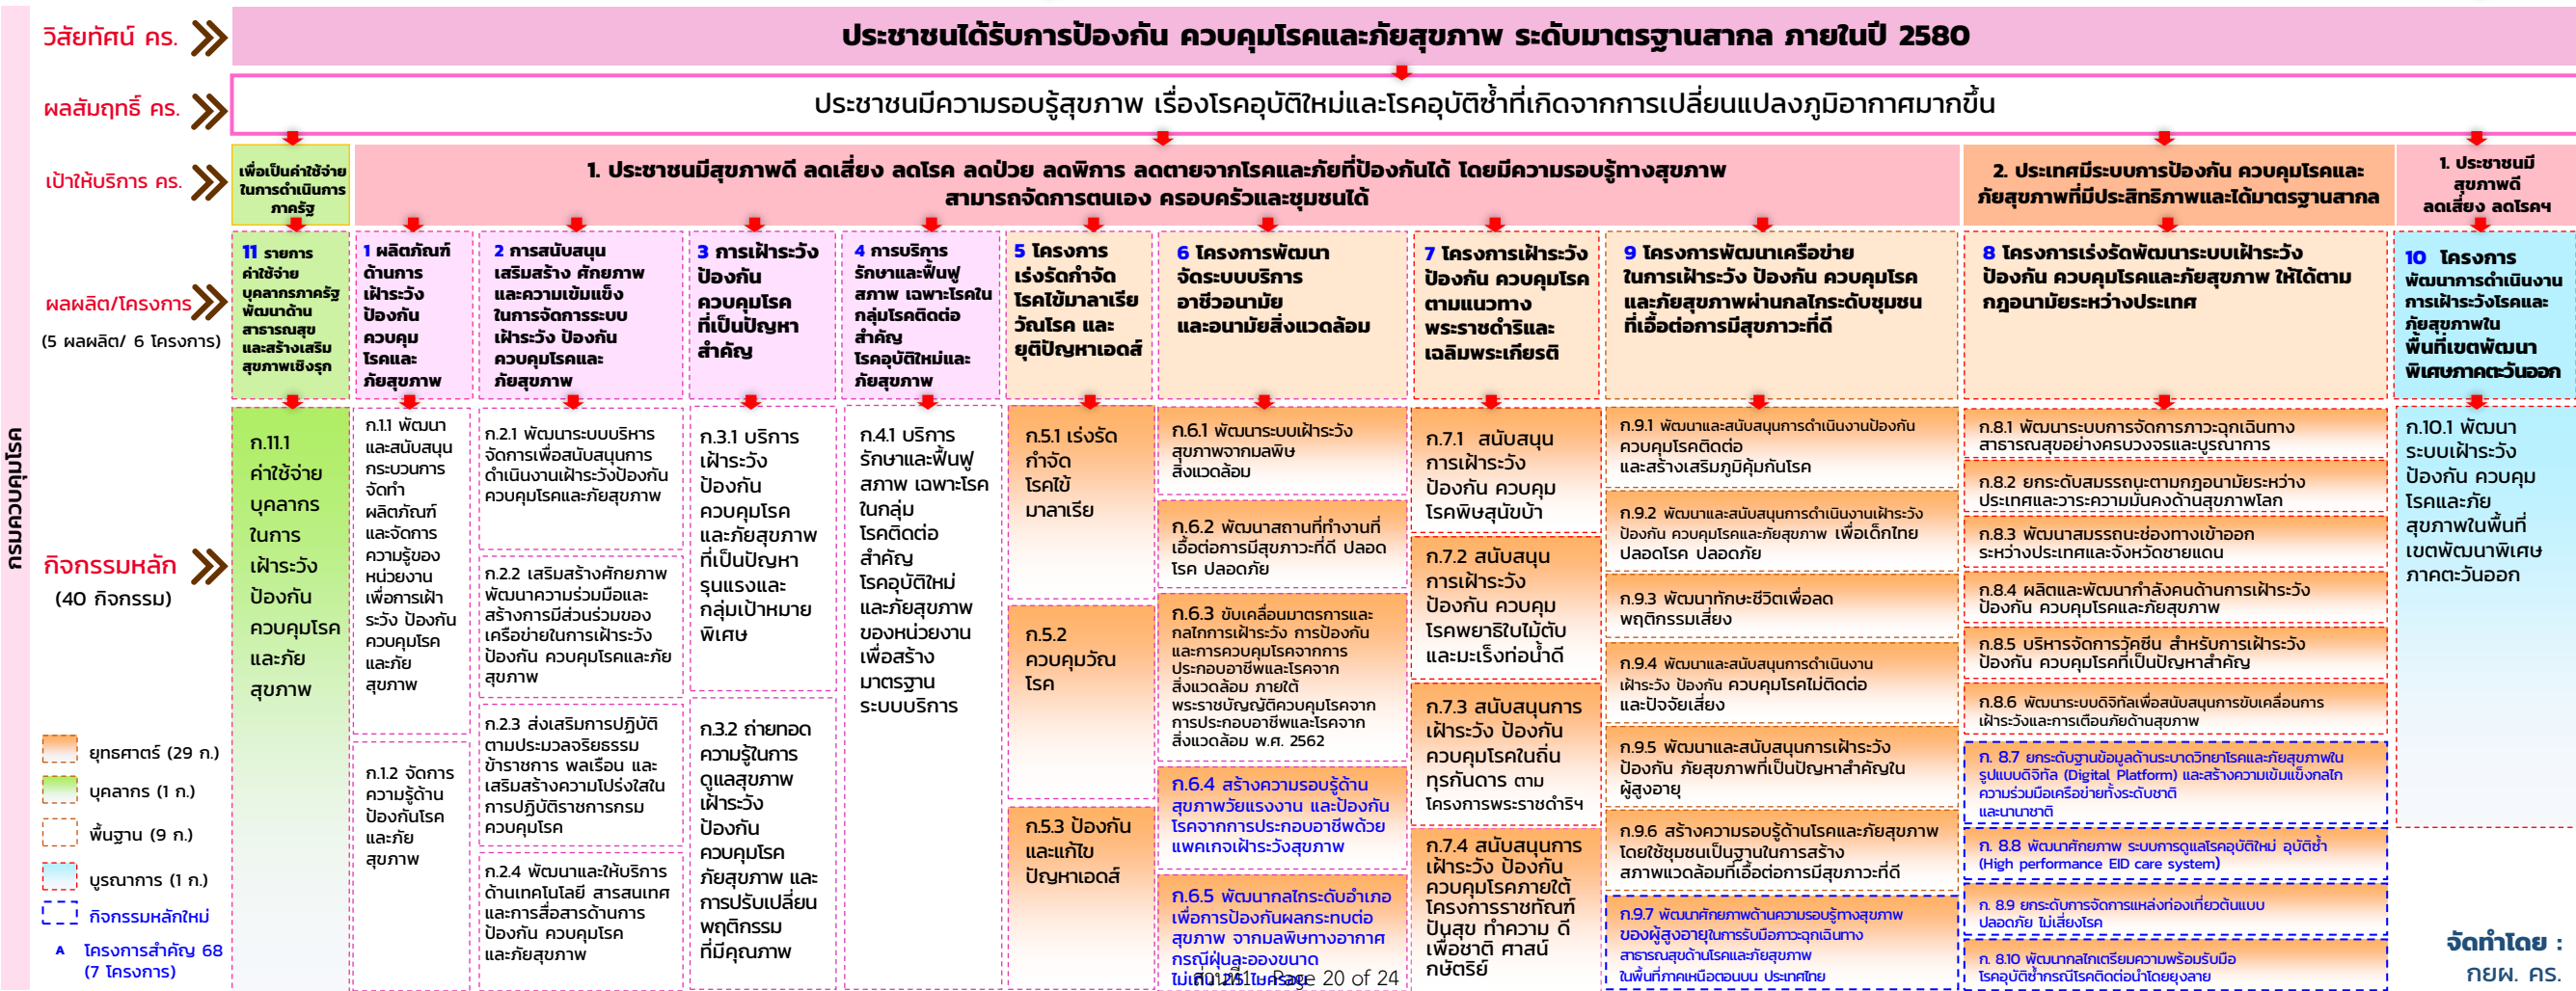 วิสัยทัศน์ คร.
ประชาชนได้รับการป้องกัน ควบคุมโรคและภัยสุขภาพ ระดับมาตรฐานสากล ภายในปี 2580
ผลสัมฤทธิ์ คร.
ประชาชนมีความรอบรู้สุขภาพ เรื่องโรคอุบัติใหม่และโรคอุบัติซ้ำที่เกิดจากการเปลี่ยนแปลงภูมิอากาศมากขึ้น
เป้าให้บริการ คร.
เพื่อเป็นค่าใช้จ่าย
ในการดำเนินการ
ภาครัฐ
1. ประชาชนมีสุขภาพดี ลดเสี่ยง ลดโรค ลดป่วย ลดพิการ ลดตายจากโรคและภัยที่ป้องกันได้ โดยมีความรอบรู้ทางสุขภาพ
สามารถจัดการตนเอง ครอบครัวและชุมชนได้
2. ประเทศมีระบบการป้องกัน ควบคุมโรคและ
ภัยสุขภาพที่มีประสิทธิภาพและได้มาตรฐานสากล
1. ประชาชนมี
สุขภาพดี
ลดเสี่ยง ลดโรคฯ
ผลผลิต/โครงการ
(5 ผลผลิต/ 6 โครงการ)
11 รายการ
ค่าใช้จ่าย
บุคลากรภาครัฐ
พัฒนาด้าน
สาธารณสุข
และสร้างเสริม
สุขภาพเชิงรุก
1 ผลิตภัณฑ์
ด้านการ
เฝ้าระวัง
ป้องกัน
ควบคุม
โรคและ
ภัยสุขภาพ
2 การสนับสนุน
เสริมสร้าง ศักยภาพ
และความเข้มแข็ง
ในการจัดการระบบ
เฝ้าระวัง ป้องกัน
ควบคุมโรคและ
ภัยสุขภาพ
3 การเฝ้าระวัง
ป้องกัน
ควบคุมโรค
ที่เป็นปัญหา
สำคัญ
4 การบริการ
รักษาและฟื้นฟู
สภาพ เฉพาะโรคใน
กลุ่มโรคติดต่อ
สำคัญ
โรคอุบัติใหม่และ
ภัยสุขภาพ
5 โครงการ
เร่งรัดกำจัด
โรคไข้มาลาเรีย
วัณโรค และ
ยุติปัญหาเอดส์
6 โครงการพัฒนา
จัดระบบบริการ
อาชีวอนามัย
และอนามัยสิ่งแวดล้อม
7 โครงการเฝ้าระวัง
ป้องกัน ควบคุมโรค
ตามแนวทาง
พระราชดำริและ
เฉลิมพระเกียรติ
9 โครงการพัฒนาเครือข่าย
ในการเฝ้าระวัง ป้องกัน ควบคุมโรค
และภัยสุขภาพผ่านกลไกระดับชุมชน
ที่เอื้อต่อการมีสุขภาวะที่ดี
8 โครงการเร่งรัดพัฒนาระบบเฝ้าระวัง
ป้องกัน ควบคุมโรคและภัยสุขภาพ ให้ได้ตาม
กฎอนามัยระหว่างประเทศ
10 โครงการ
พัฒนาการดำเนินงาน
การเฝ้าระวังโรคและ
ภัยสุขภาพใน
พื้นที่เขตพัฒนา
พิเศษภาคตะวันออก
กรมควบคุมโรค
กิจกรรมหลัก
(40 กิจกรรม)
ก.11.1
ค่าใช้จ่าย
บุคลากร
ในการ
เฝ้าระวัง
ป้องกัน
ควบคุมโรค
และภัย
สุขภาพ
ก.1.1 พัฒนา
และสนับสนุน
กระบวนการ
จัดทำ
ผลิตภัณฑ์
และจัดการ
ความรู้ของ
หน่วยงาน
เพื่อการเฝ้า
ระวัง ป้องกัน
ควบคุมโรค
และภัย
สุขภาพ
ก.1.2 จัดการ
ความรู้ด้าน
ป้องกันโรค
และภัย
สุขภาพ
ก.2.1 พัฒนาระบบบริหาร
จัดการเพื่อสนับสนุนการ
ดำเนินงานเฝ้าระวังป้องกัน
ควบคุมโรคและภัยสุขภาพ
ก.2.2 เสริมสร้างศักยภาพ
พัฒนาความร่วมมือและ
สร้างการมีส่วนร่วมของ
เครือข่ายในการเฝ้าระวัง
ป้องกัน ควบคุมโรคและภัย
สุขภาพ
ก.2.3 ส่งเสริมการปฏิบัติ
ตามประมวลจริยธรรม
ข้าราชการ พลเรือน และ
เสริมสร้างความโปร่งใสใน
การปฏิบัติราชการกรม
ควบคุมโรค
ก.2.4 พัฒนาและให้บริการ
ด้านเทคโนโลยี สารสนเทศ
และการสื่อสารด้านการ
ป้องกัน ควบคุมโรค
และภัยสุขภาพ
ก.3.1 บริการ
เฝ้าระวัง
ป้องกัน
ควบคุมโรค
และภัยสุขภาพ
ที่เป็นปัญหา
รุนแรงและ
กลุ่มเป้าหมาย
พิเศษ
ก.3.2 ถ่ายทอด
ความรู้ในการ
ดูแลสุขภาพ
เฝ้าระวัง
ป้องกัน
ควบคุมโรค
ภัยสุขภาพ และ
การปรับเปลี่ยน
พฤติกรรม
ที่มีคุณภาพ
ก.4.1 บริการ
รักษาและฟื้นฟู
สภาพ เฉพาะโรค
ในกลุ่ม
โรคติดต่อ
สำคัญ
โรคอุบัติใหม่
และภัยสุขภาพ
ของหน่วยงาน
เพื่อสร้าง
มาตรฐาน
ระบบบริการ
ก.5.1 เร่งรัด
กำจัด
โรคไข้
มาลาเรีย
ก.5.2
ควบคุมวัณ
โรค
ก.5.3 ป้องกัน
และแก้ไข
ปัญหาเอดส์
ก.6.1 พัฒนาระบบเฝ้าระวัง
สุขภาพจากมลพิษ
สิ่งแวดล้อม
ก.6.2 พัฒนาสถานที่ทำงานที่
เอื้อต่อการมีสุขภาวะที่ดี ปลอด
โรค ปลอดภัย
ก.6.3 ขับเคลื่อนมาตรการและ
กลไกการเฝ้าระวัง การป้องกัน
และการควบคุมโรคจากการ
ประกอบอาชีพและโรคจาก
สิ่งแวดล้อม ภายใต้
พระราชบัญญัติควบคุมโรคจาก
การประกอบอาชีพและโรคจาก
สิ่งแวดล้อม พ.ศ. 2562
ก.6.4 สร้างความรอบรู้ด้าน
สุขภาพวัยแรงงาน และป้องกัน
โรคจากการประกอบอาชีพด้วย
แพคเกจเฝ้าระวังสุขภาพ
ก.6.5 พัฒนากลไกระดับอำเภอ
เพื่อการป้องกันผลกระทบต่อ
สุขภาพ จากมลพิษทางอากาศ
กรณีฝุ่นละอองขนาด
ไม่เกิน 2.5 ไมครอน
ก.7.1 สนับสนุน
การเฝ้าระวัง
ป้องกัน ควบคุม
โรคพิษสุนัขบ้า
ก.7.2 สนับสนุน
การเฝ้าระวัง
ป้องกัน ควบคุม
โรคพยาธิใบไม้ตับ
และมะเร็งท่อน้ำดี
ก.7.3 สนับสนุนการ
เฝ้าระวัง ป้องกัน
ควบคุมโรคในถิ่น
ทุรกันดาร ตาม
โครงการพระราชดำริฯ
ก.7.4 สนับสนุนการ
เฝ้าระวัง ป้องกัน
ควบคุมโรคภายใต้
โครงการราชทัณฑ์
ปันสุข ทำความ ดี
เพื่อชาติ ศาสน์
กษัตริย์
ก.9.1 พัฒนาและสนับสนุนการดำเนินงานป้องกัน
ควบคุมโรคติดต่อ
และสร้างเสริมภูมิคุ้มกันโรค
ก.9.2 พัฒนาและสนับสนุนการดำเนินงานเฝ้าระวัง
ป้องกัน ควบคุมโรคและภัยสุขภาพ เพื่อเด็กไทย
ปลอดโรค ปลอดภัย
ก.9.3 พัฒนาทักษะชีวิตเพื่อลด
พฤติกรรมเสี่ยง
ก.9.4 พัฒนาและสนับสนุนการดำเนินงาน
เฝ้าระวัง ป้องกัน ควบคุมโรคไม่ติดต่อ
และปัจจัยเสี่ยง
ก.9.5 พัฒนาและสนับสนุนการเฝ้าระวัง
ป้องกัน ภัยสุขภาพที่เป็นปัญหาสำคัญใน
ผู้สูงอายุ
ก.9.6 สร้างความรอบรู้ด้านโรคและภัยสุขภาพ
โดยใช้ชุมชนเป็นฐานในการสร้าง
สภาพแวดล้อมที่เอื้อต่อการมีสุขภาวะที่ดี
ก.9.7 พัฒนาศักยภาพด้านความรอบรู้ทางสุขภาพ
ของผู้สูงอายุในการรับมือภาวะฉุกเฉินทาง
สาธารณสุขด้านโรคและภัยสุขภาพ
ในพื้นที่ภาคเหนือตอนบน ประเทศไทย
ก.8.1 พัฒนาระบบการจัดการภาวะฉุกเฉินทาง
สาธารณสุขอย่างครบวงจรและบูรณาการ
ก.8.2 ยกระดับสมรรถนะตามกฎอนามัยระหว่าง
ประเทศและวาระความมั่นคงด้านสุขภาพโลก
ก.8.3 พัฒนาสมรรถนะช่องทางเข้าออก
ระหว่างประเทศและจังหวัดชายแดน
ก.8.4 ผลิตและพัฒนากำลังคนด้านการเฝ้าระวัง
ป้องกัน ควบคุมโรคและภัยสุขภาพ
ก.8.5 บริหารจัดการวัคซีน สำหรับการเฝ้าระวัง
ป้องกัน ควบคุมโรคที่เป็นปัญหาสำคัญ
ก.8.6 พัฒนาระบบดิจิทัลเพื่อสนับสนุนการขับเคลื่อนการ
เฝ้าระวังและการเตือนภัยด้านสุขภาพ
ก. 8.7 ยกระดับฐานข้อมูลด้านระบาดวิทยาโรคและภัยสุขภาพใน
รูปแบบดิจิทัล (Digital Platform) และสร้างความเข้มแข็งกลไก
ความร่วมมือเครือข่ายทั้งระดับชาติ
และนานาชาติ
ก. 8.8 พัฒนาศักยภาพ ระบบการดูแลโรคอุบัติใหม่ อุบัติซ้ำ
(High performance EID care system)
ก. 8.9 ยกระดับการจัดการแหล่งท่องเที่ยวต้นแบบ
ปลอดภัย ไม่เสี่ยงโรค
ก. 8.10 พัฒนากลไกเตรียมความพร้อมรับมือ
โรคอุบัติซ้ำกรณีโรคติดต่อนำโดยยุงลาย
ก.10.1 พัฒนา
ระบบเฝ้าระวัง
ป้องกัน ควบคุม
โรคและภัย
สุขภาพในพื้นที่
เขตพัฒนาพิเศษ
ภาคตะวันออก
ยุทธศาตร์ (29 ก.)
บุคลากร (1 ก.)
พื้นฐาน (9 ก.)
บูรณาการ (1 ก.)
กิจกรรมหลักใหม่
A โครงการสำคัญ 68
(7 โครงการ)
จัดทำโดย :
กยผ. คร.
ส่วนที่1 - Page 20 of 24